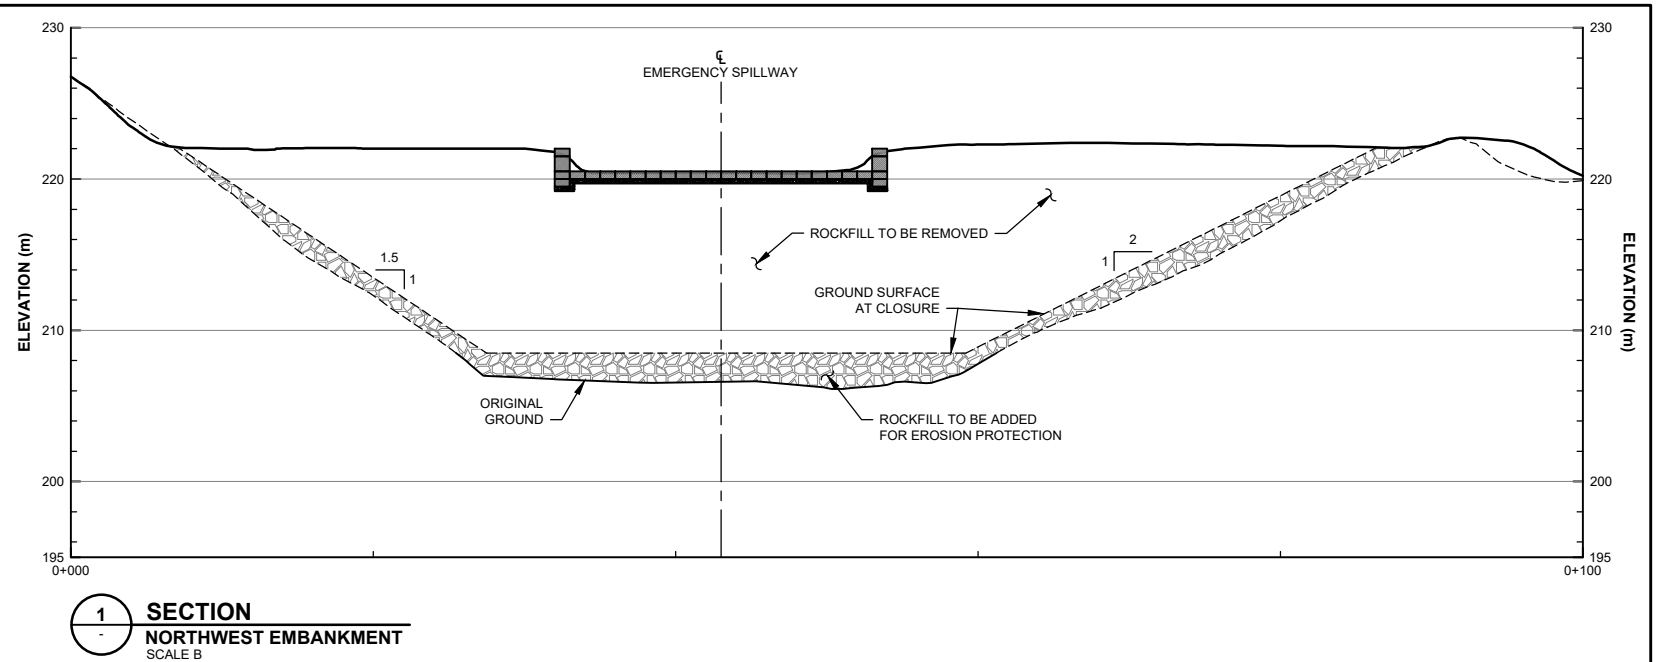 230
230
℄
EMERGENCY SPILLWAY
220
220
ROCKFILL TO BE REMOVED
ELEVATION (m)
ELEVATION (m)
1.5
1
2
1
GROUND SURFACE
AT CLOSURE
210
210
ORIGINAL
GROUND
ROCKFILL TO BE ADDED
FOR EROSION PROTECTION
200
200
195
195
0+000
0+100
1
-
SECTION
NORTHWEST EMBANKMENT
SCALE B